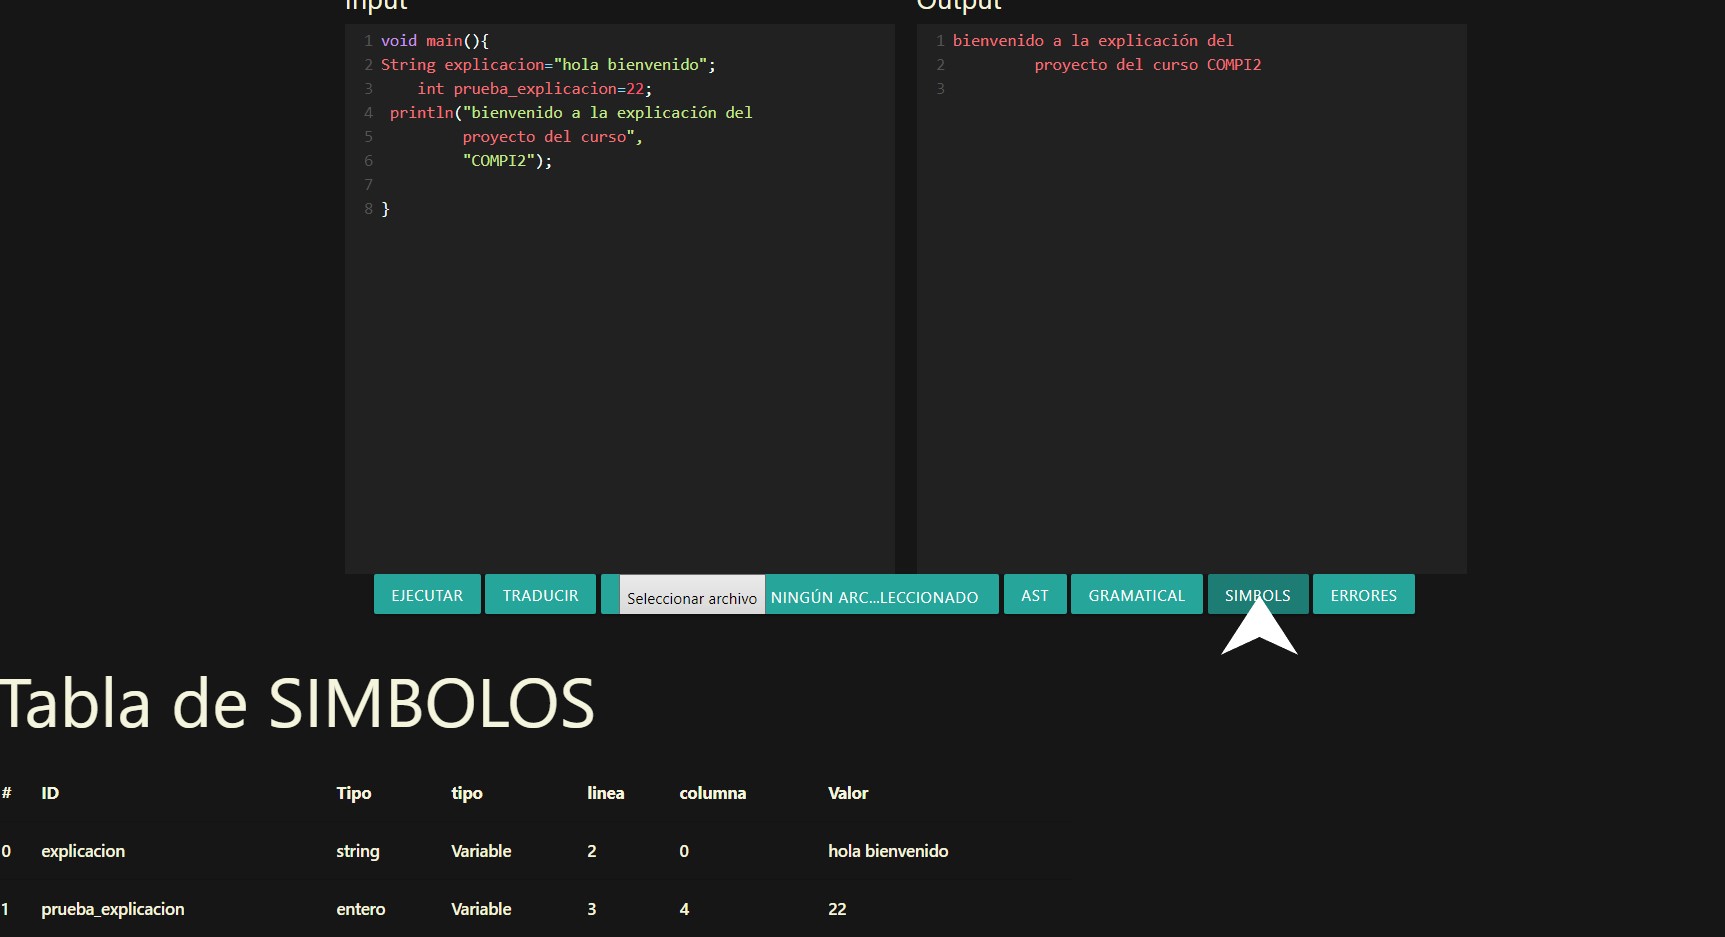 Input
1 void main(){
2 String explicacion="hola bienvenido";
3 int prueba_explicacion=22;
4 println("bienvenido a la explicación del
5 proyecto del curso",
6 "COMPI2");
7
8 }
Output
1 bienvenido a la explicación del
2 proyecto del curso COMPI2
3
EJECUTAR TRADUCIR Seleccionar archivo NINGÚN ARC...LECCIONADO AST GRAMATICAL SIMBOLS ERRORES
Tabla de SIMBOLOS
# ID Tipo tipo linea columna Valor
0 explicacion string Variable 2 0 hola bienvenido
1 prueba_explicacion entero Variable 3 4 22